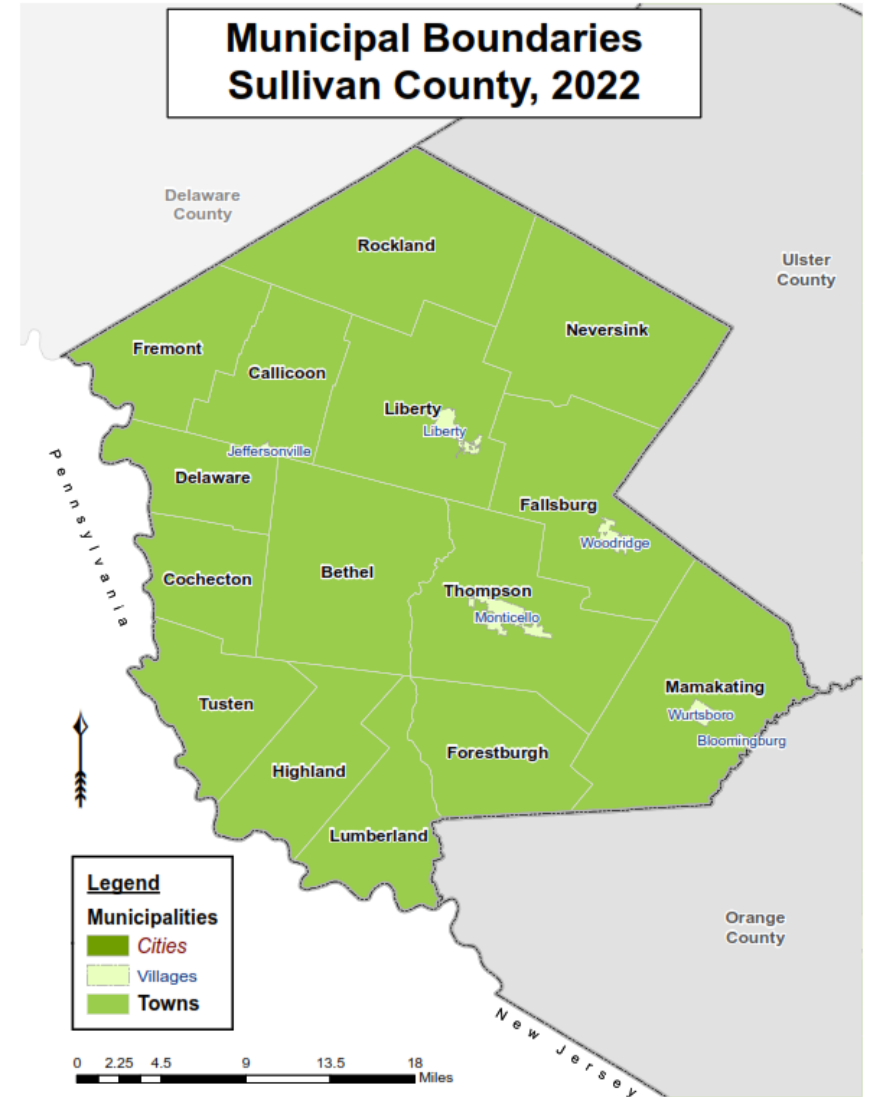 Municipal Boundaries
Sullivan County, 2022
Delaware
County
Rockland
Ulster
County
Neversink
Fremont
Callicoon
Liberty
Liberty
Jeffersonville
Delaware
Fallsburg
Woodridge
Pennsylvania
Cochecton
Bethel
Thompson
Monticello
Mamakating
Wurtsboro
Bloomingburg
Tusten
Highland
Forestburgh
Lumberland
Legend
Municipalities
Cities
Villages
Towns
Orange
County
New Jersey
0 2.25 4.5 9 13.5 18
Miles